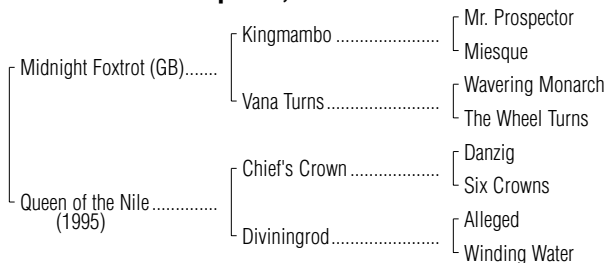 Mr. Prospector
Kingmambo ......................
Miesque
Midnight Foxtrot (GB).......
Wavering Monarch
Vana Turns ........................
The Wheel Turns
Danzig
Chief's Crown ...................
Six Crowns
Queen of the Nile ..............
(1995)
Alleged
Diviningrod.......................
Winding Water